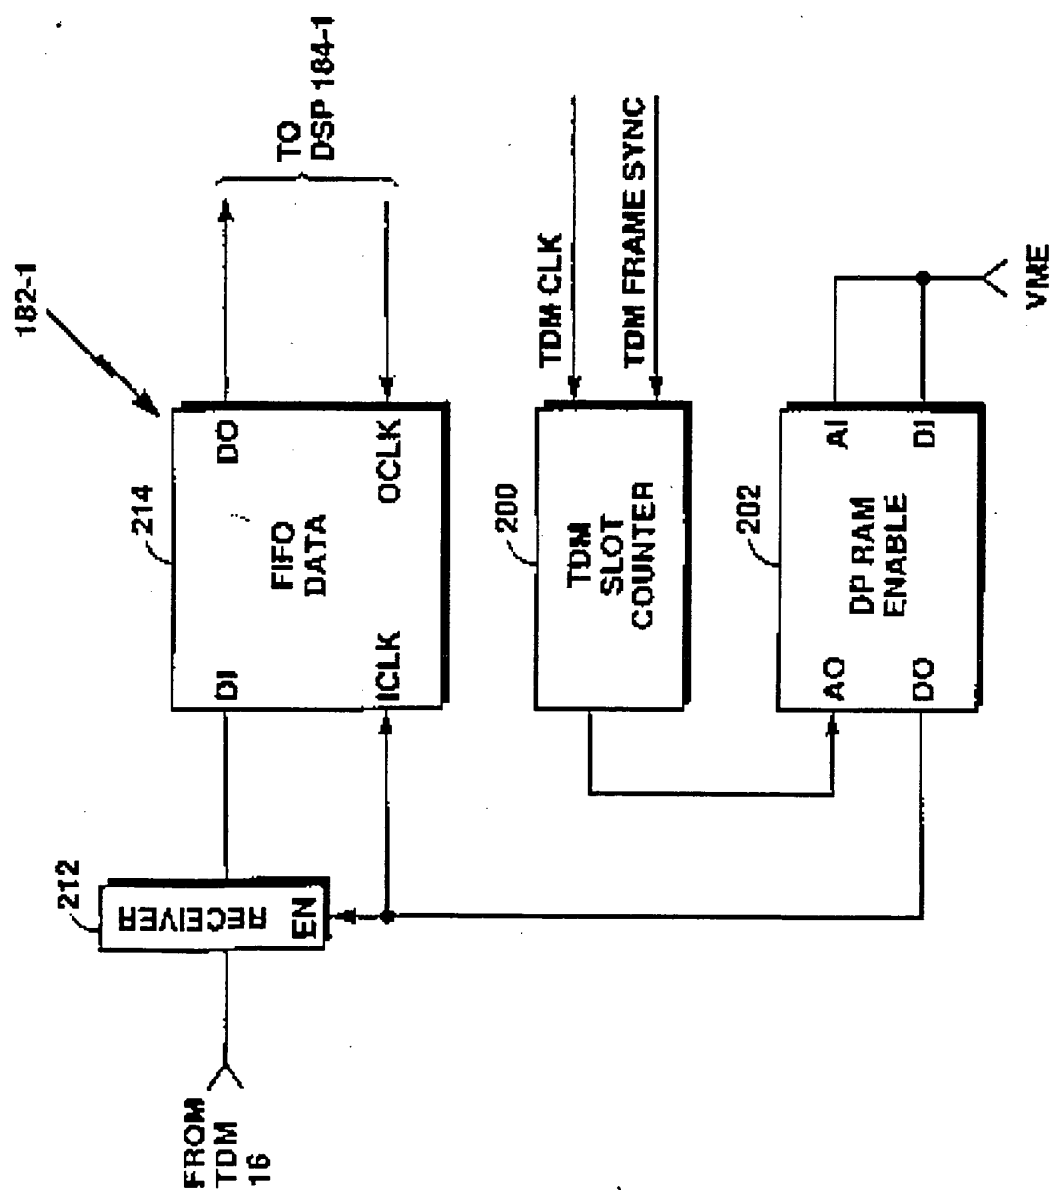 182-1
214
DI
DO
FIFO
DATA
ICLK
OCLK
TO
DSP 184-1
212
RECEIVER
EN
FROM
TDM
16
200
TDM
SLOT
COUNTER
TDM CLK
TDM FRAME SYNC
202
AO
AI
DP RAM
ENABLE
DO
DI
VME